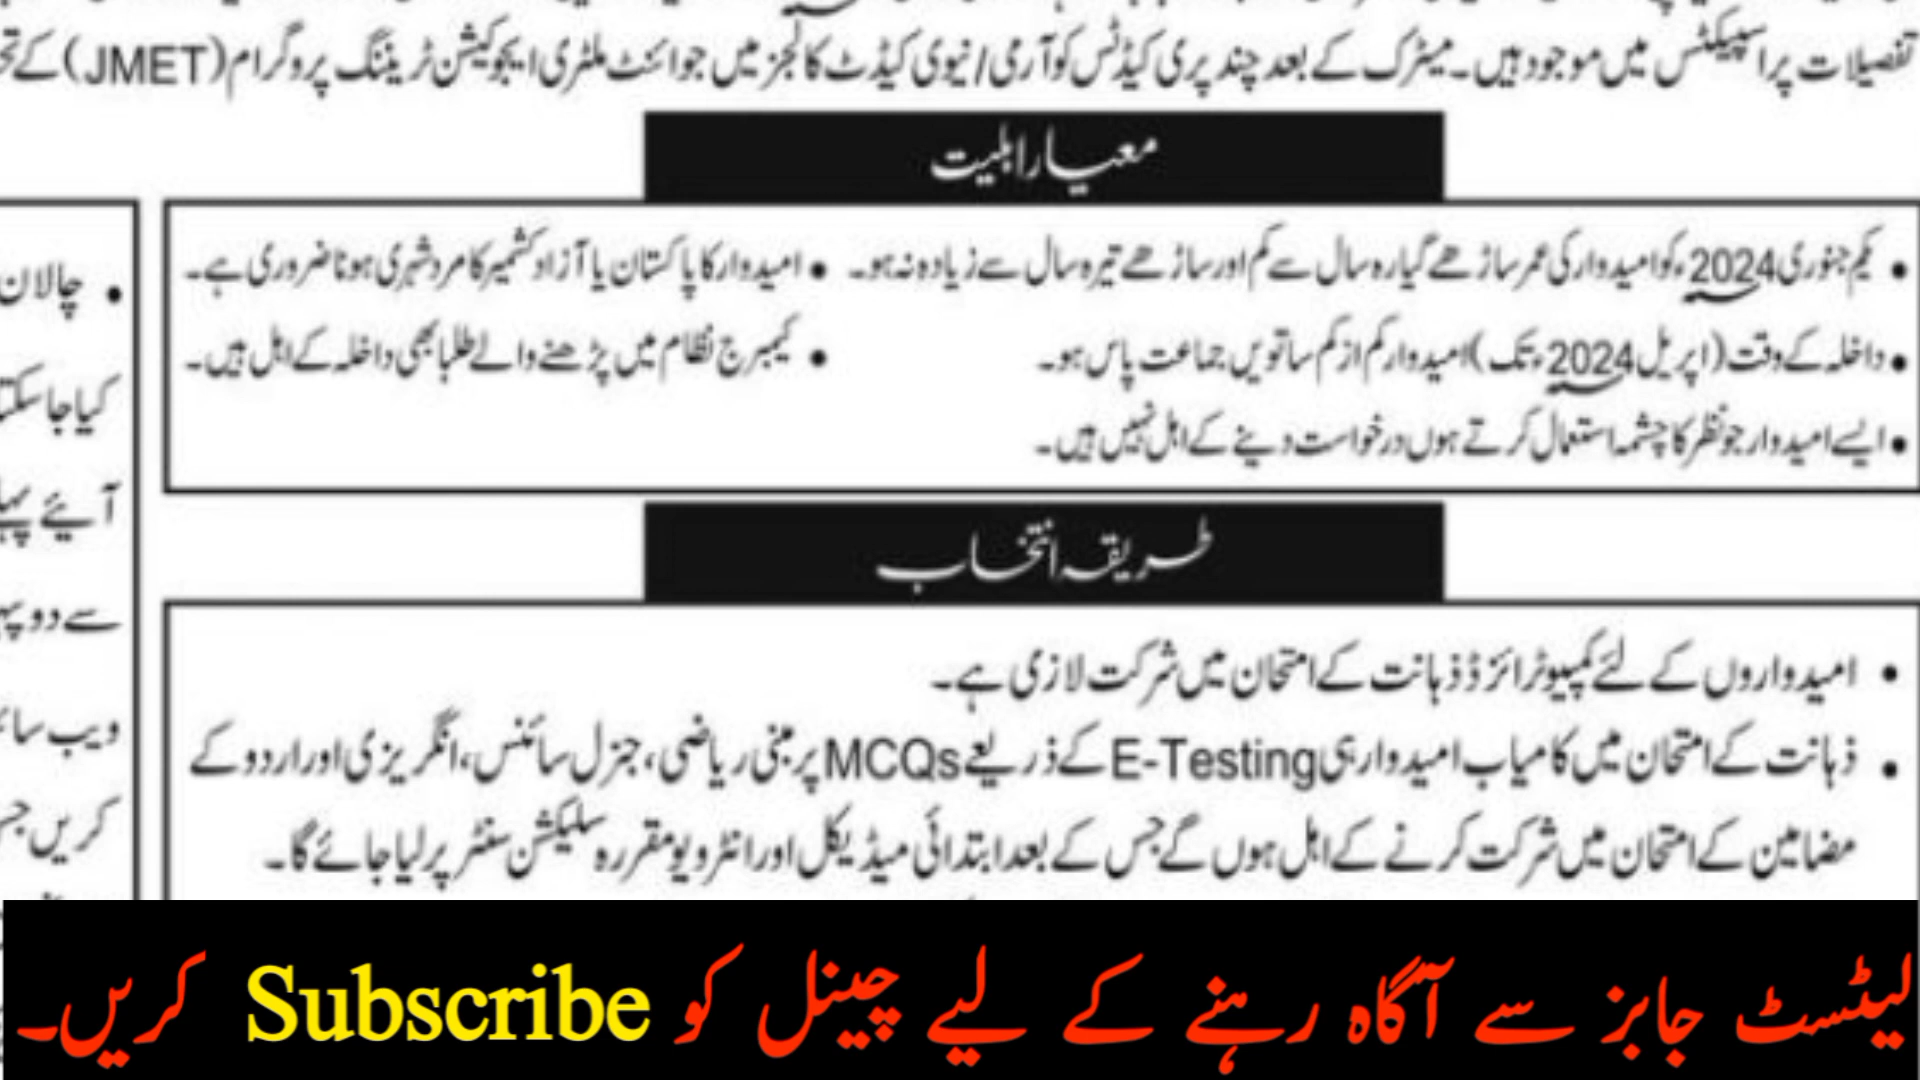 تفصیلات پراسپیکٹس میں موجود ہیں۔ میٹرک کے بعد چند پری کیڈٹس کو آرمی/نیوی کیڈٹ کالجز میں جوائنٹ ملٹری ایجوکیشن ٹریننگ پروگرام (JMET) کے
معیار اہلیت
• یکم جنوری 2024ء کو امیدوار کی عمر ساڑھے گیارہ سال سے کم اور ساڑھے تیرہ سال سے زیادہ نہ ہو۔
• داخلہ کے وقت (اپریل 2024ء تک) امیدوار کم از کم ساتویں جماعت پاس ہو۔
• ایسے امیدوار جو نظر کا چشمہ استعمال کرتے ہوں درخواست دینے کے اہل نہیں ہیں۔
• امیدوار کا پاکستان یا آزاد کشمیر کا مرد شہری ہونا ضروری ہے۔
• کیمبرج نظام میں پڑھنے والے طلبا بھی داخلہ کے اہل ہیں۔
طریقہ انتخاب
• امیدواروں کے لئے کمپیوٹرائزڈ ذہانت کے امتحان میں شرکت لازمی ہے۔
• ذہانت کے امتحان میں کامیاب امیدوار ہی E-Testing کے ذریعے MCQs پر مبنی ریاضی، جنرل سائنس، انگریزی اور اردو کے
مضامین کے امتحان میں شرکت کرنے کے اہل ہوں گے جس کے بعد ابتدائی میڈیکل اور انٹرویو مقررہ سلیکشن سنٹر پر لیا جائے گا۔
• چالان
کیا جا سکتا
آیئے
سے دو
ویب
کریں
لیٹسٹ جابز سے آگاہ رہنے کے لیے چینل کو Subscribe کریں۔